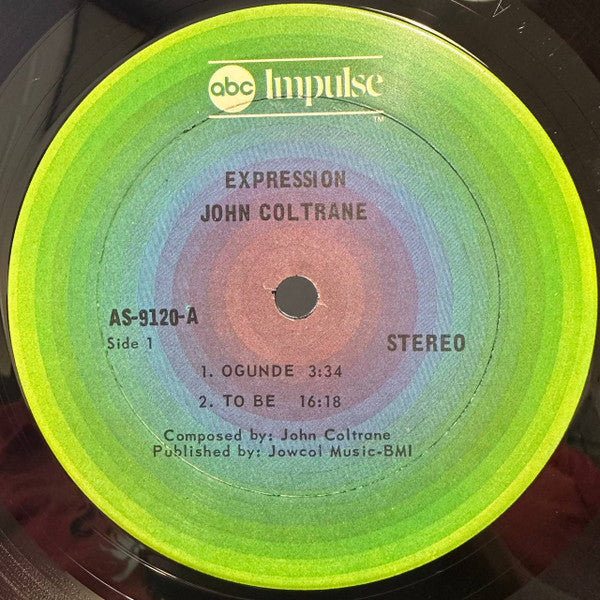 abc Impulse
TM
EXPRESSION
JOHN COLTRANE
AS-9120-A
Side 1
STEREO
1. OGUNDE 3:34
2. TO BE 16:18
Composed by: John Coltrane
Published by: Jowcol Music-BMI